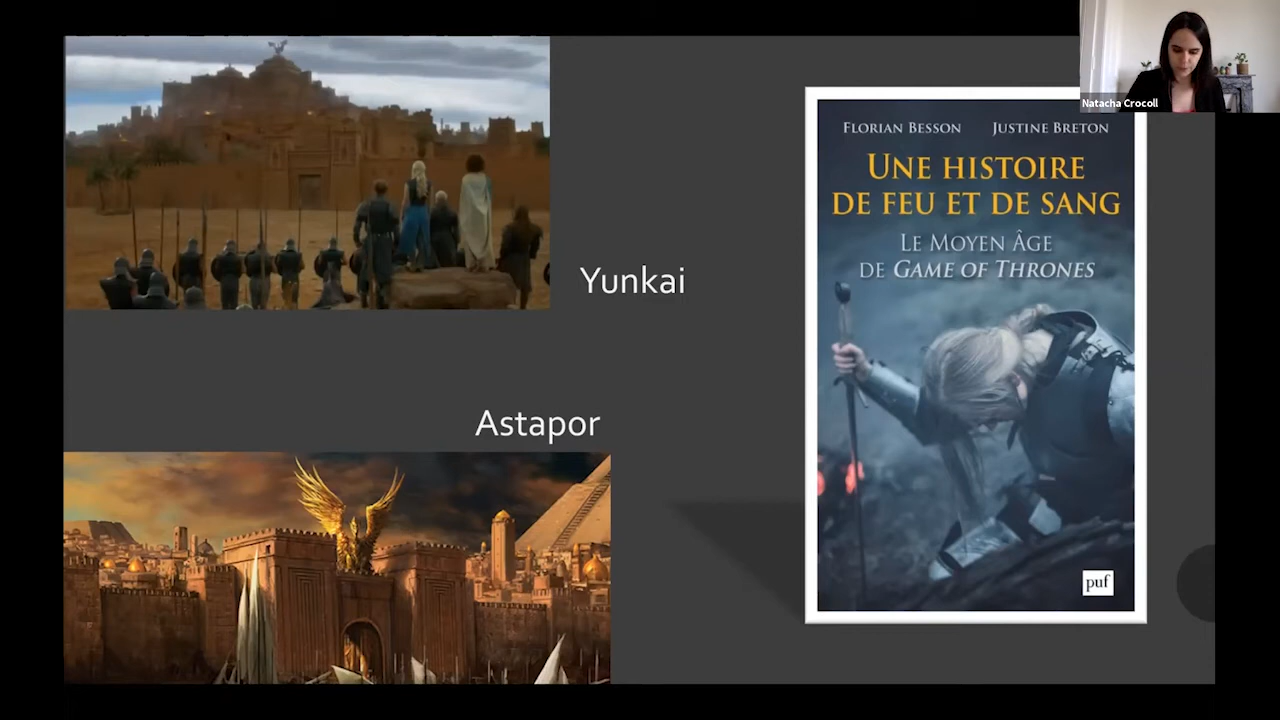 Natacha Crocoll
FLORIAN BESSON JUSTINE BRETON
UNE HISTOIRE
DE FEU ET DE SANG
LE MOYEN ÂGE
DE GAME OF THRONES
Yunkai
Astapor
puf